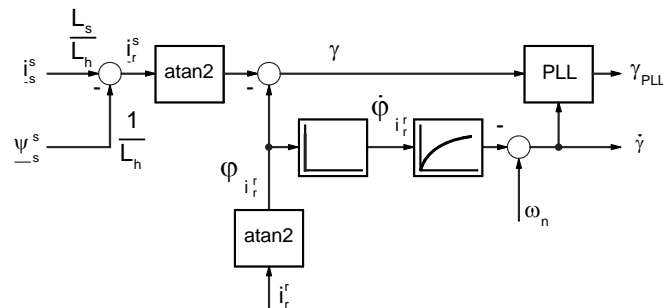 L_s / L_h
i_s^s
-
i_r^s
atan2
-
γ
PLL
γ_PLL
ψ_s^s
1 / L_h
φ̇_{i_r^r}
-
γ̇
φ_{i_r^r}
ω_n
atan2
i_r^r